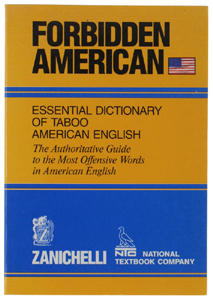 FORBIDDEN
AMERICAN
ESSENTIAL DICTIONARY
OF TABOO
AMERICAN ENGLISH
The Authoritative Guide
to the Most Offensive Words
in American English
ZANICHELLI
NTC NATIONAL
TEXTBOOK COMPANY